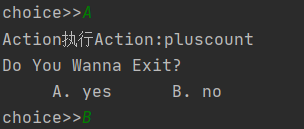 choice>>A
Action执行Action:pluscount
Do You Wanna Exit?
A. yes B. no
choice>>B